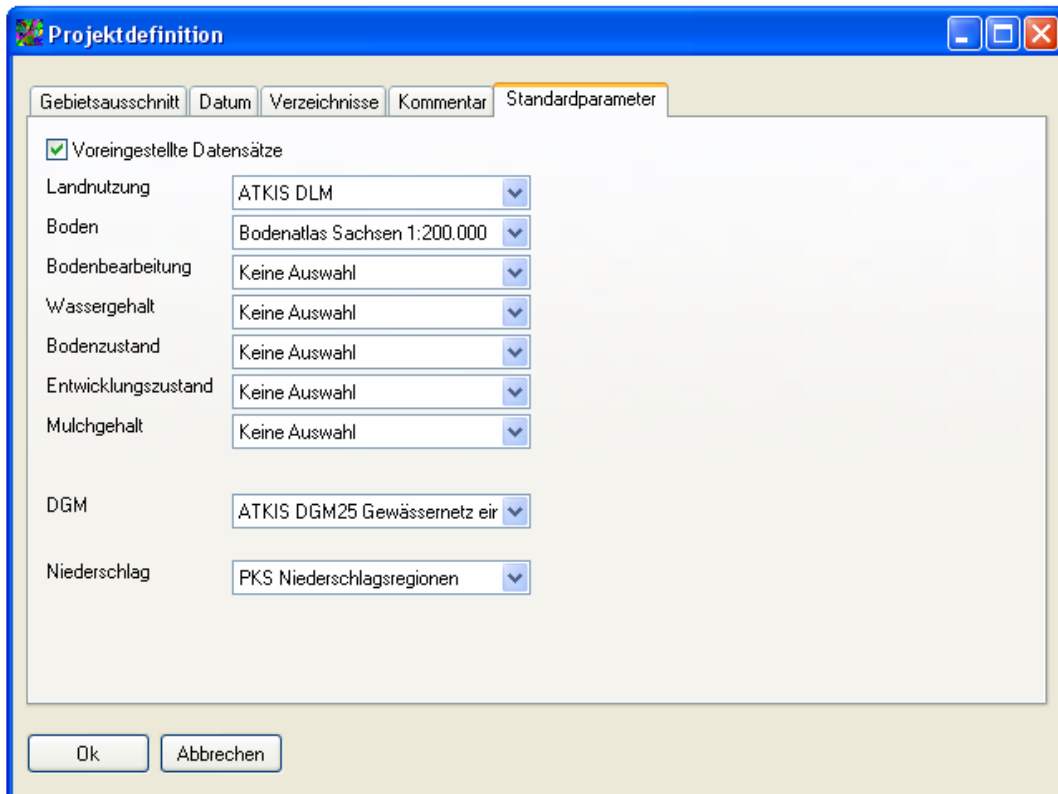 Projektdefinition
Gebietsausschnitt Datum Verzeichnisse Kommentar Standardparameter
Voreingestellte Datensätze
Landnutzung ATKIS DLM
Boden Bodenatlas Sachsen 1:200.000
Bodenbearbeitung Keine Auswahl
Wassergehalt Keine Auswahl
Bodenzustand Keine Auswahl
Entwicklungszustand Keine Auswahl
Mulchgehalt Keine Auswahl
DGM ATKIS DGM25 Gewässernetz eir
Niederschlag PKS Niederschlagsregionen
Ok Abbrechen